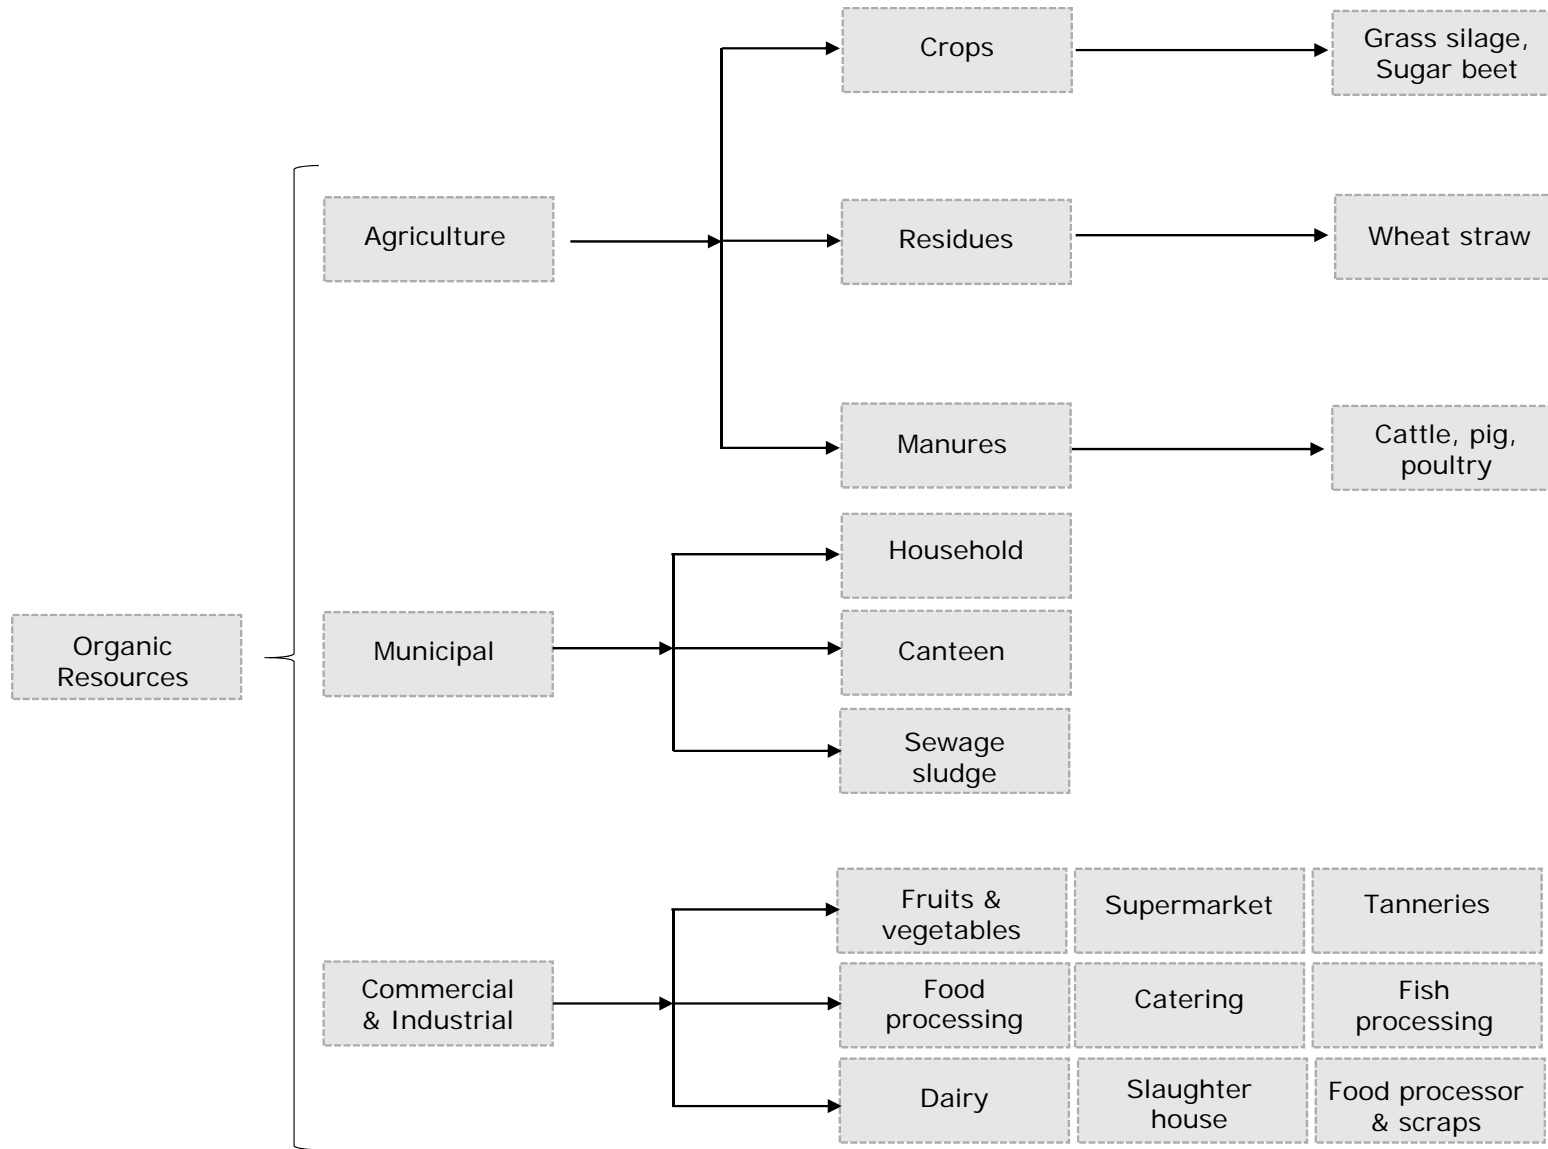 Crops
Grass silage,
Sugar beet
Agriculture
Residues
Wheat straw
Manures
Cattle, pig,
poultry
Organic
Resources
Municipal
Household
Canteen
Sewage
sludge
Commercial
& Industrial
Fruits &
vegetables
Supermarket
Tanneries
Food
processing
Catering
Fish
processing
Dairy
Slaughter
house
Food processor
& scraps